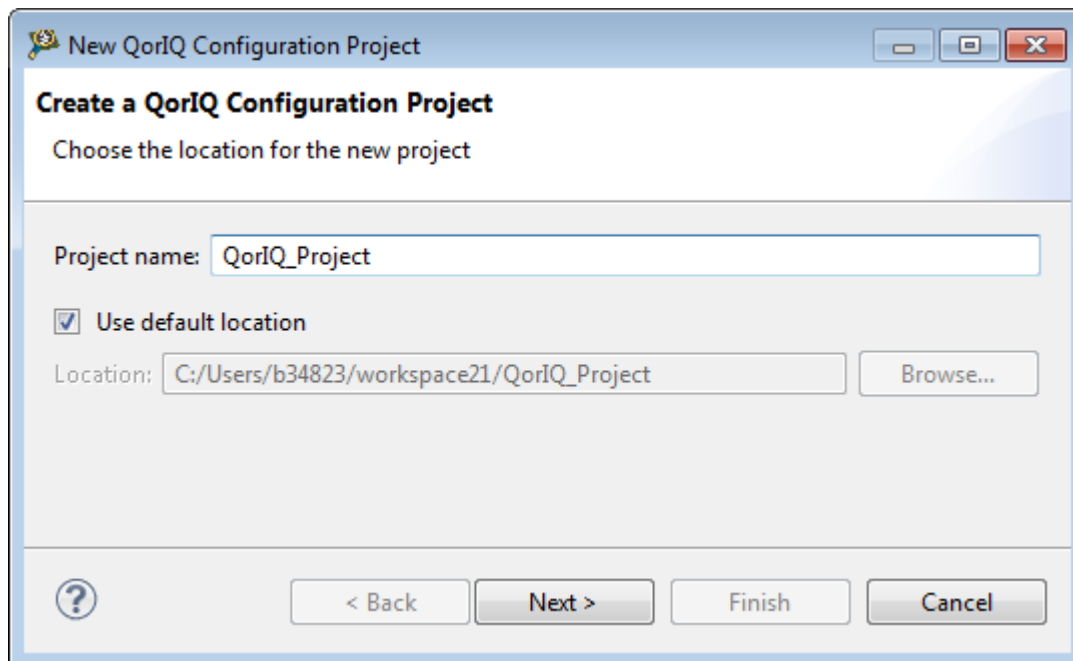 New QorIQ Configuration Project
Create a QorIQ Configuration Project
Choose the location for the new project
Project name: QorIQ_Project
Use default location
Location: C:/Users/b34823/workspace21/QorIQ_Project Browse...
? < Back Next > Finish Cancel